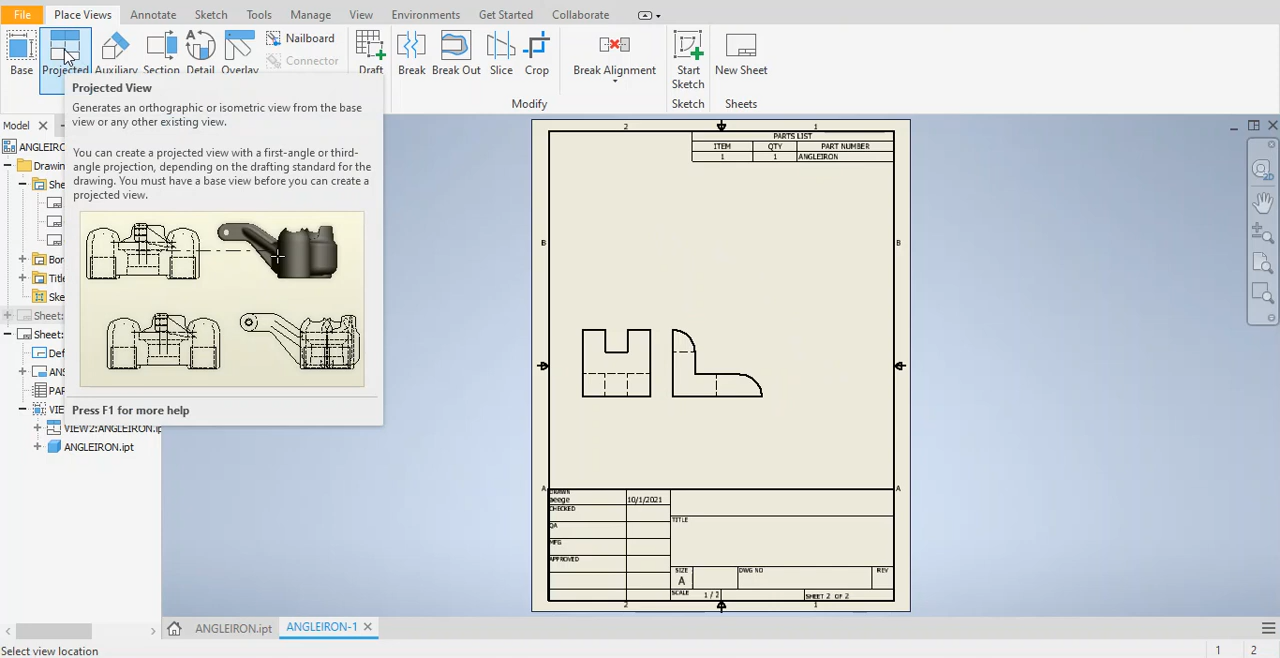 File Place Views Annotate Sketch Tools Manage View Environments Get Started Collaborate
Base Projected Auxiliary Section Detail Overlay Nailboard Connector Draft Break Break Out Slice Crop Break Alignment Start Sketch New Sheet
Modify Sketch Sheets
Projected View
Generates an orthographic or isometric view from the base
view or any other existing view.
You can create a projected view with a first-angle or third-
angle projection, depending on the drafting standard for the
drawing. You must have a base view before you can create a
projected view.
Press F1 for more help
Model
ANGLEIRON
Drawin
She
Bor
Title
Ske
Sheet:
Sheet:
Def
ANS
PAR
VIE
VIEW2:ANGLEIRON.ip
ANGLEIRON.ipt
2 1
PARTS LIST
ITEM QTY PART NUMBER
1 1 ANGLEIRON
B B
A A
DRAWN
aeege 10/1/2021
CHECKED
QA
MFG
APPROVED
TITLE
SIZE
A
DWG NO
REV
SCALE 1 / 2
SHEET 2 OF 2
2 1
ANGLEIRON.ipt ANGLEIRON-1
Select view location 1 2